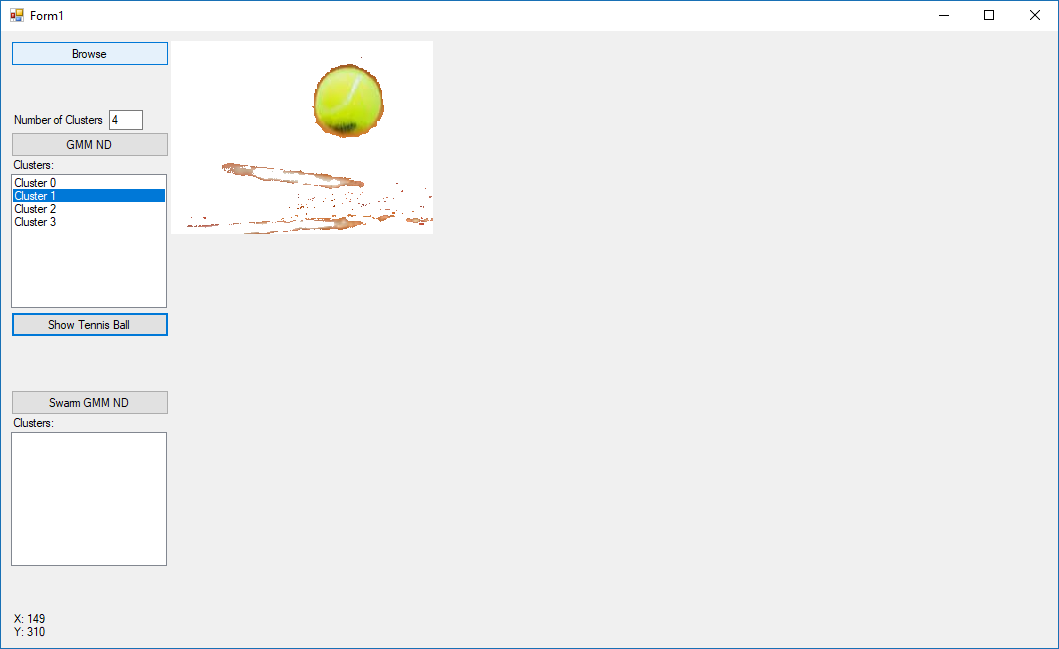 Form1
Browse
Number of Clusters 4
GMM ND
Clusters:
Cluster 0
Cluster 1
Cluster 2
Cluster 3
Show Tennis Ball
Swarm GMM ND
Clusters:
X: 149
Y: 310